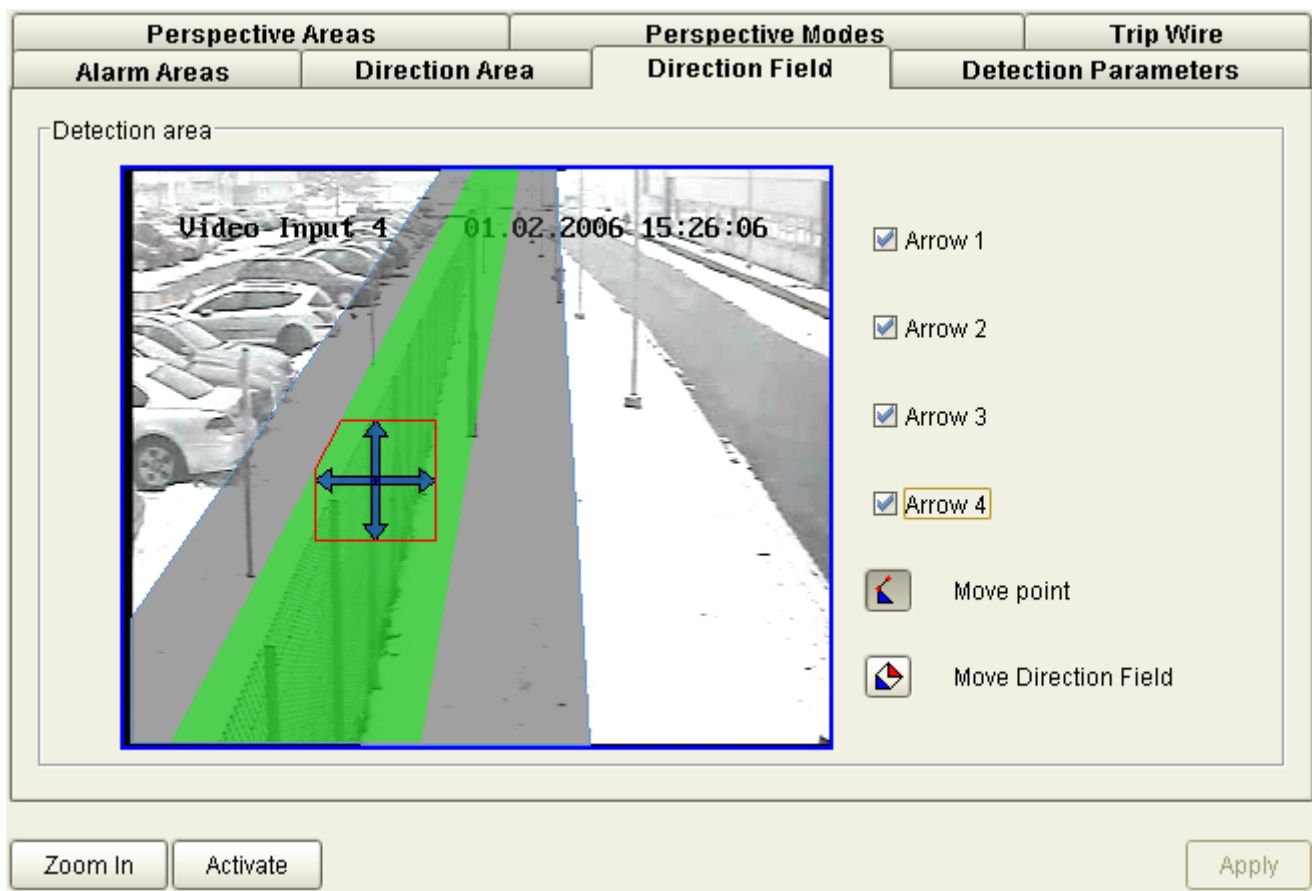 Perspective Areas
Perspective Modes
Trip Wire
Alarm Areas
Direction Area
Direction Field
Detection Parameters
Detection area
Video Input 4 01.02.2006 15:26:06
Arrow 1
Arrow 2
Arrow 3
Arrow 4
Move point
Move Direction Field
Zoom In
Activate
Apply